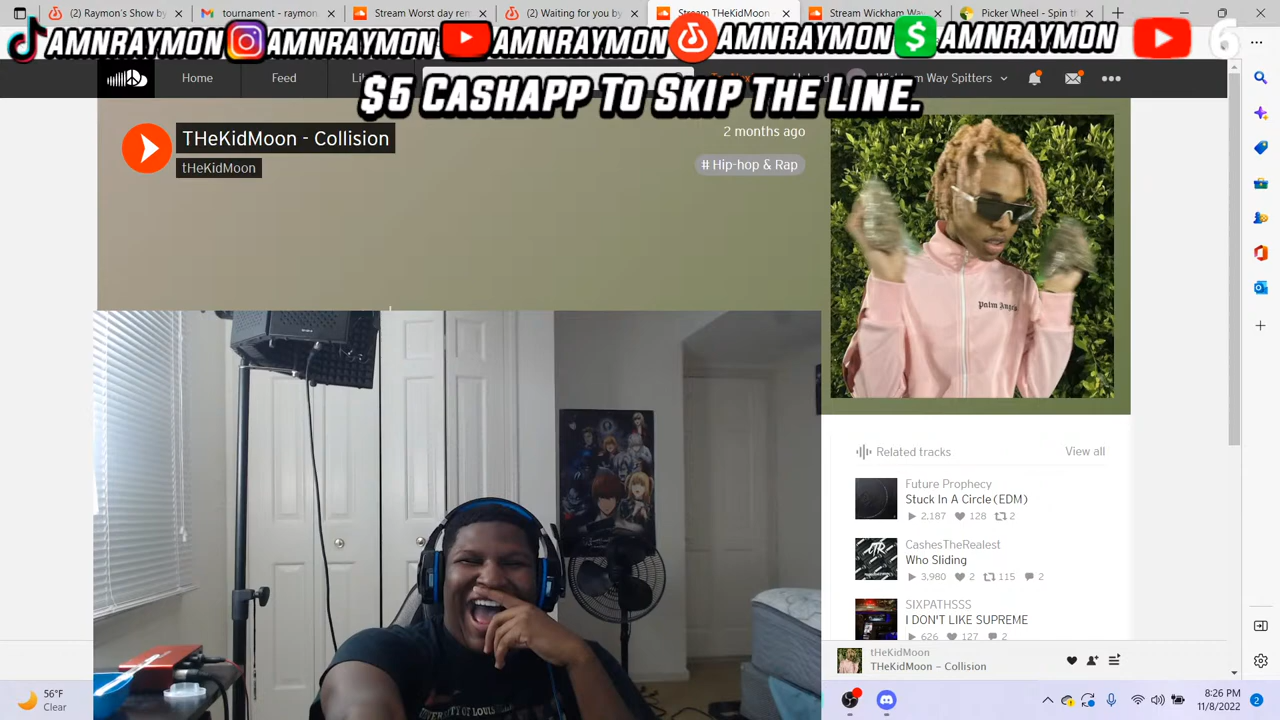 (2) Raymon's Show by
tournament - raymon
Stream World day rem
(2) Waiting for you by
Stream THeKidMoon
Picker Wheel - Spin t
AMNRAYMON
AMNRAYMON
AMNRAYMON
AMNRAYMON
AMNRAYMON
6
Home
Feed
Wickham Way Spitters
$5 CASHAPP TO SKIP THE LINE.
THeKidMoon - Collision
tHeKidMoon
2 months ago
# Hip-hop & Rap
Palm Angels
Related tracks
View all
Future Prophecy
Stuck In A Circle (EDM)
2,187 128 2
CashesTheRealest
Who Sliding
3,980 2 115 2
SIXPATHSSS
I DON'T LIKE SUPREME
626 127 2
tHeKidMoon
THeKidMoon – Collision
56°F
Clear
8:26 PM
11/8/2022
2